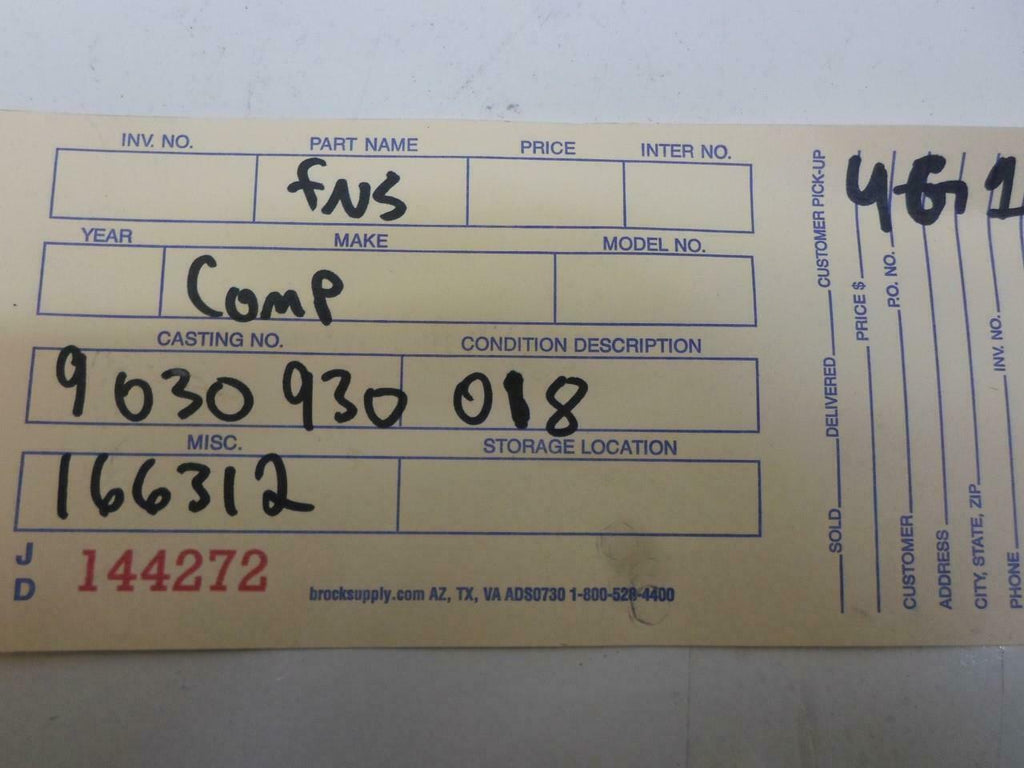 INV. NO. PART NAME PRICE INTER NO.
fNS
YEAR MAKE MODEL NO.
Comp
CASTING NO. CONDITION DESCRIPTION
9030930 018
MISC. STORAGE LOCATION
166312
J D 144272
brocksupply.com AZ, TX, VA ADS0730 1-800-528-4400
SOLD DELIVERED CUSTOMER PICK-UP
PRICE $
CUSTOMER P.O. NO.
ADDRESS
CITY, STATE, ZIP
PHONE INV. NO.